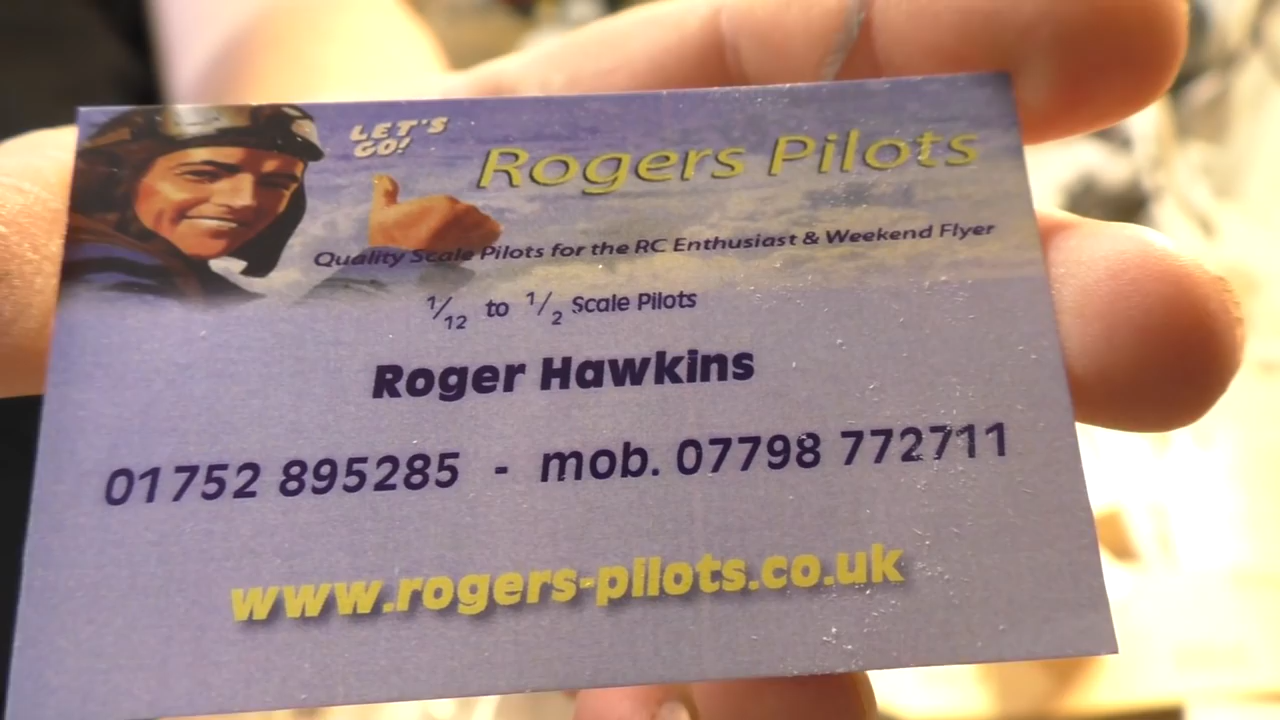 LET'S
GO!
Rogers Pilots
Quality Scale Pilots for the RC Enthusiast & Weekend Flyer
1/12 to 1/2 Scale Pilots
Roger Hawkins
01752 895285 - mob. 07798 772711
www.rogers-pilots.co.uk